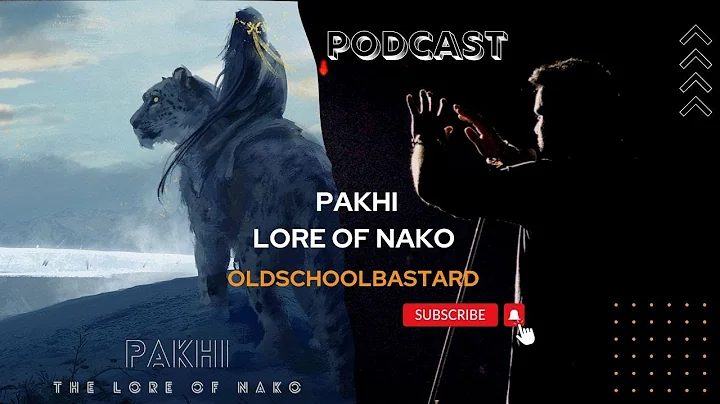 PODCAST
PAKHI
LORE OF NAKO
OLDSCHOOLBASTARD
SUBSCRIBE
PAKHI
THE LORE OF NAKO